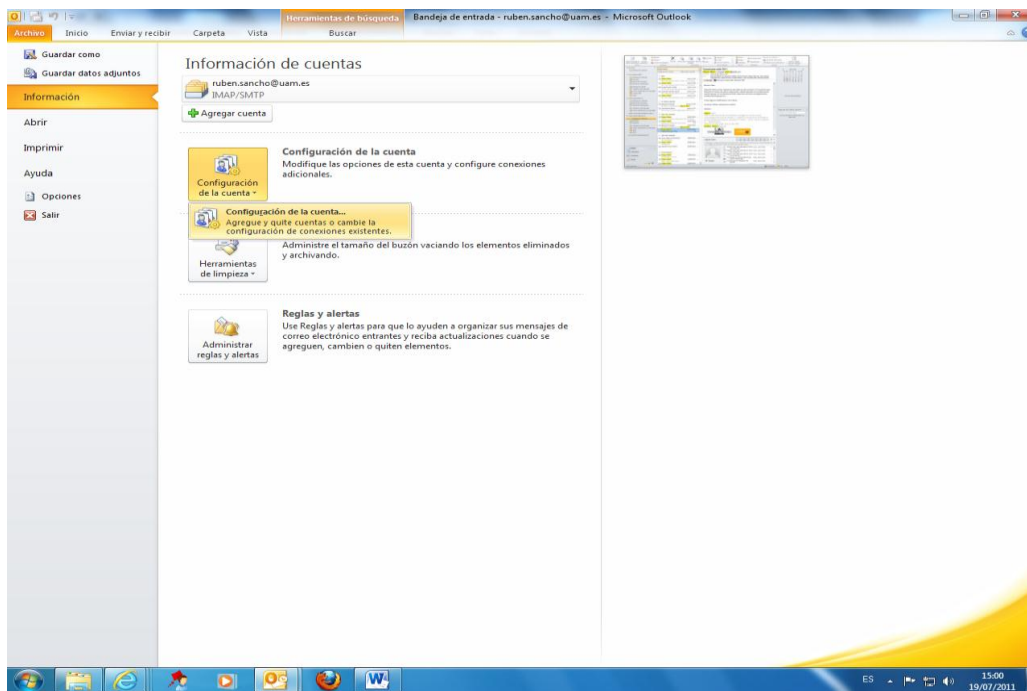 Herramientas de búsqueda
Bandeja de entrada - ruben.sancho@uam.es - Microsoft Outlook
Archivo Inicio Enviar y recibir Carpeta Vista Buscar
Guardar como
Guardar datos adjuntos
Información
Abrir
Imprimir
Ayuda
Opciones
Salir
Información de cuentas
ruben.sancho@uam.es
IMAP/SMTP
Agregar cuenta
Configuración
de la cuenta
Configuración de la cuenta
Modifique las opciones de esta cuenta y configure conexiones
adicionales.
Configuración de la cuenta...
Agregue y quite cuentas o cambie la
configuración de conexiones existentes.
Herramientas
de limpieza
Administre el tamaño del buzón vaciando los elementos eliminados
y archivando.
Administrar
reglas y alertas
Reglas y alertas
Use Reglas y alertas para que lo ayuden a organizar sus mensajes de
correo electrónico entrantes y reciba actualizaciones cuando se
agreguen, cambien o quiten elementos.
ES
15:00
19/07/2011